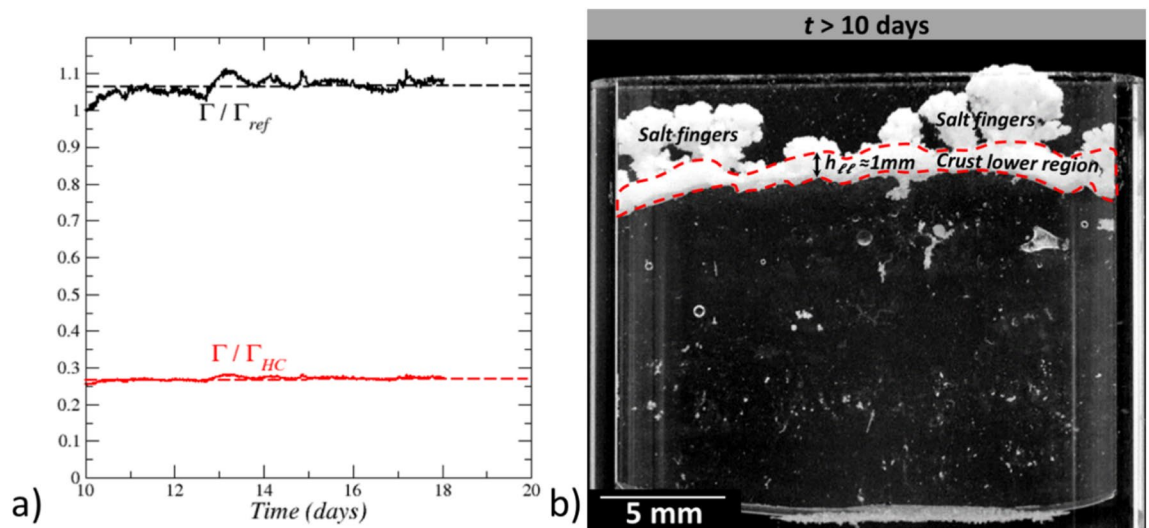 1.1
1
0.9
0.8
0.7
0.6
0.5
0.4
0.3
0.2
0.1
0
Γ / Γref
Γ / ΓHC
10 12 14 16 18 20
Time (days)
a)
t > 10 days
Salt fingers
Salt fingers
hℓℓ ≈1mm
Crust lower region
5 mm
b)